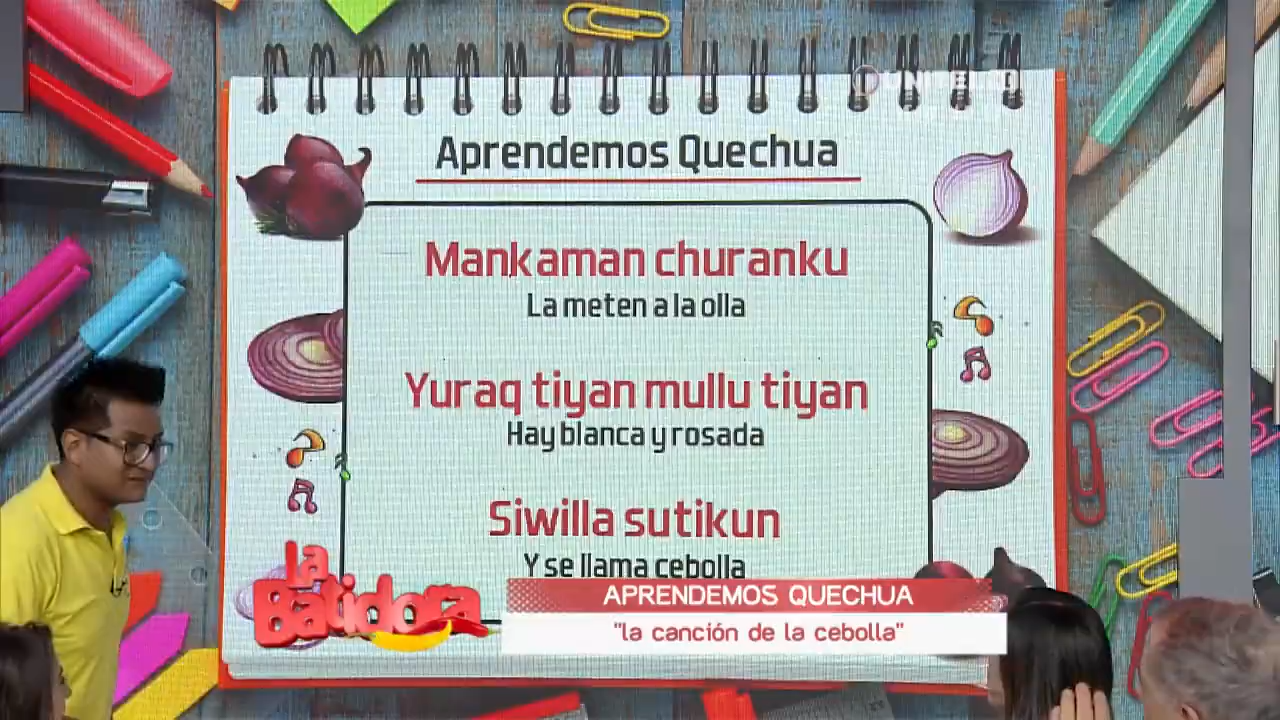 UNITEL
Aprendemos Quechua
Mankaman churanku
La meten a la olla
Yuraq tiyan mullu tiyan
Hay blanca y rosada
Siwilla sutikun
Y se llama cebolla
la Batidora
APRENDEMOS QUECHUA
"la canción de la cebolla"